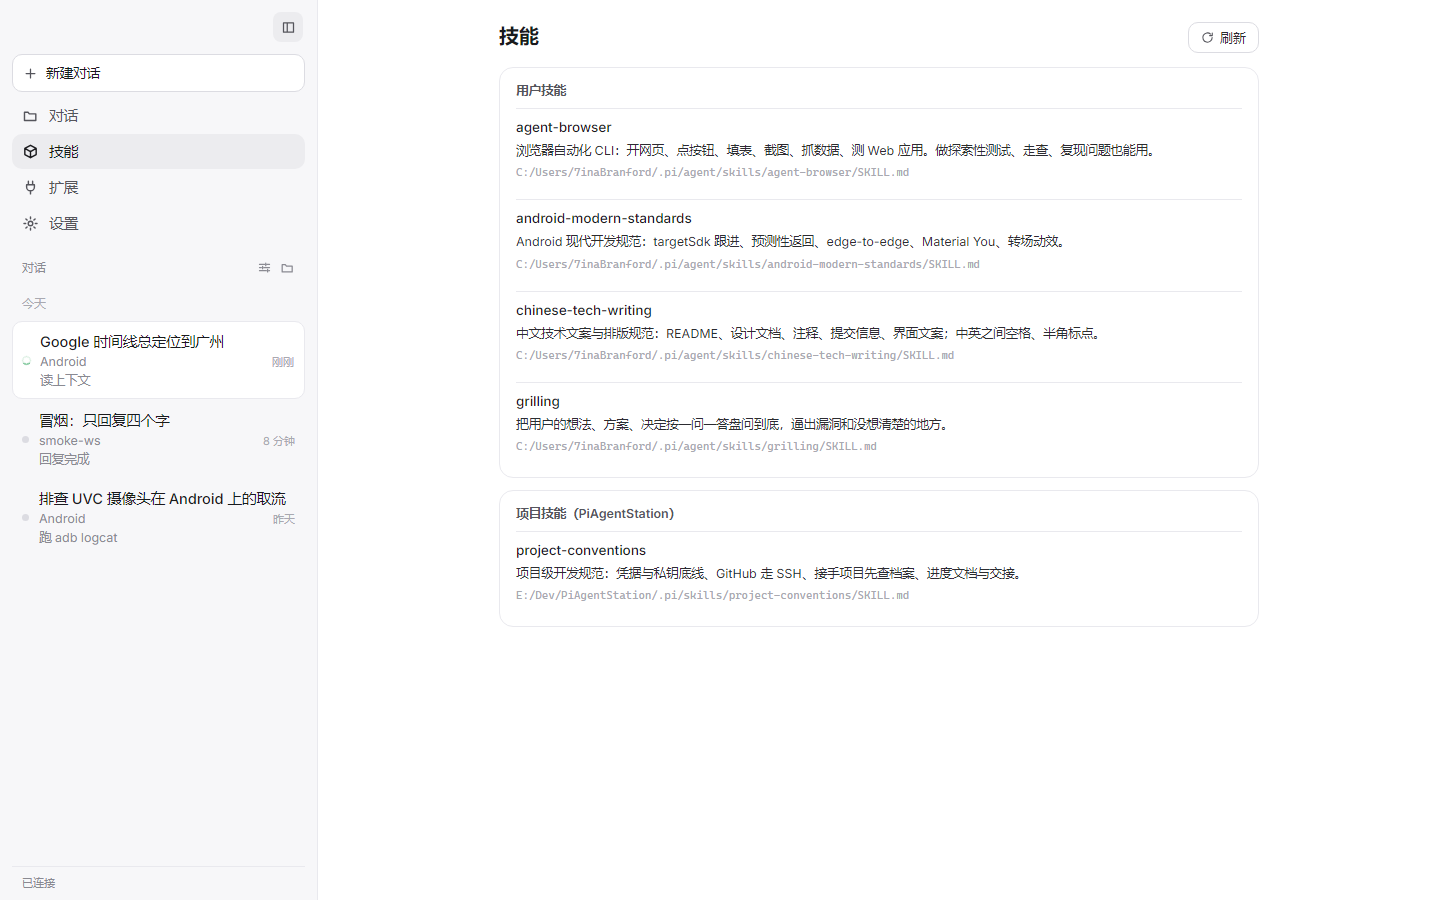 新建对话
对话
技能
扩展
设置
对话
今天
Google 时间线总定位到广州
Android
刚刚
读上下文
冒烟：只回复四个字
smoke-ws
8 分钟
回复完成
排查 UVC 摄像头在 Android 上的取流
Android
昨天
跑 adb logcat
已连接
技能
刷新
用户技能
agent-browser
浏览器自动化 CLI：开网页、点按钮、填表、截图、抓数据、测 Web 应用。做探索性测试、走查、复现问题也能用。
C:/Users/7inaBranford/.pi/agent/skills/agent-browser/SKILL.md
android-modern-standards
Android 现代开发规范：targetSdk 跟进、预测性返回、edge-to-edge、Material You、转场动效。
C:/Users/7inaBranford/.pi/agent/skills/android-modern-standards/SKILL.md
chinese-tech-writing
中文技术文案与排版规范：README、设计文档、注释、提交信息、界面文案；中英之间空格、半角标点。
C:/Users/7inaBranford/.pi/agent/skills/chinese-tech-writing/SKILL.md
grilling
把用户的想法、方案、决定按一问一答盘问到底，逼出漏洞和没想清楚的地方。
C:/Users/7inaBranford/.pi/agent/skills/grilling/SKILL.md
项目技能（PiAgentStation）
project-conventions
项目级开发规范：凭据与私钥底线、GitHub 走 SSH、接手项目先查档案、进度文档与交接。
E:/Dev/PiAgentStation/.pi/skills/project-conventions/SKILL.md